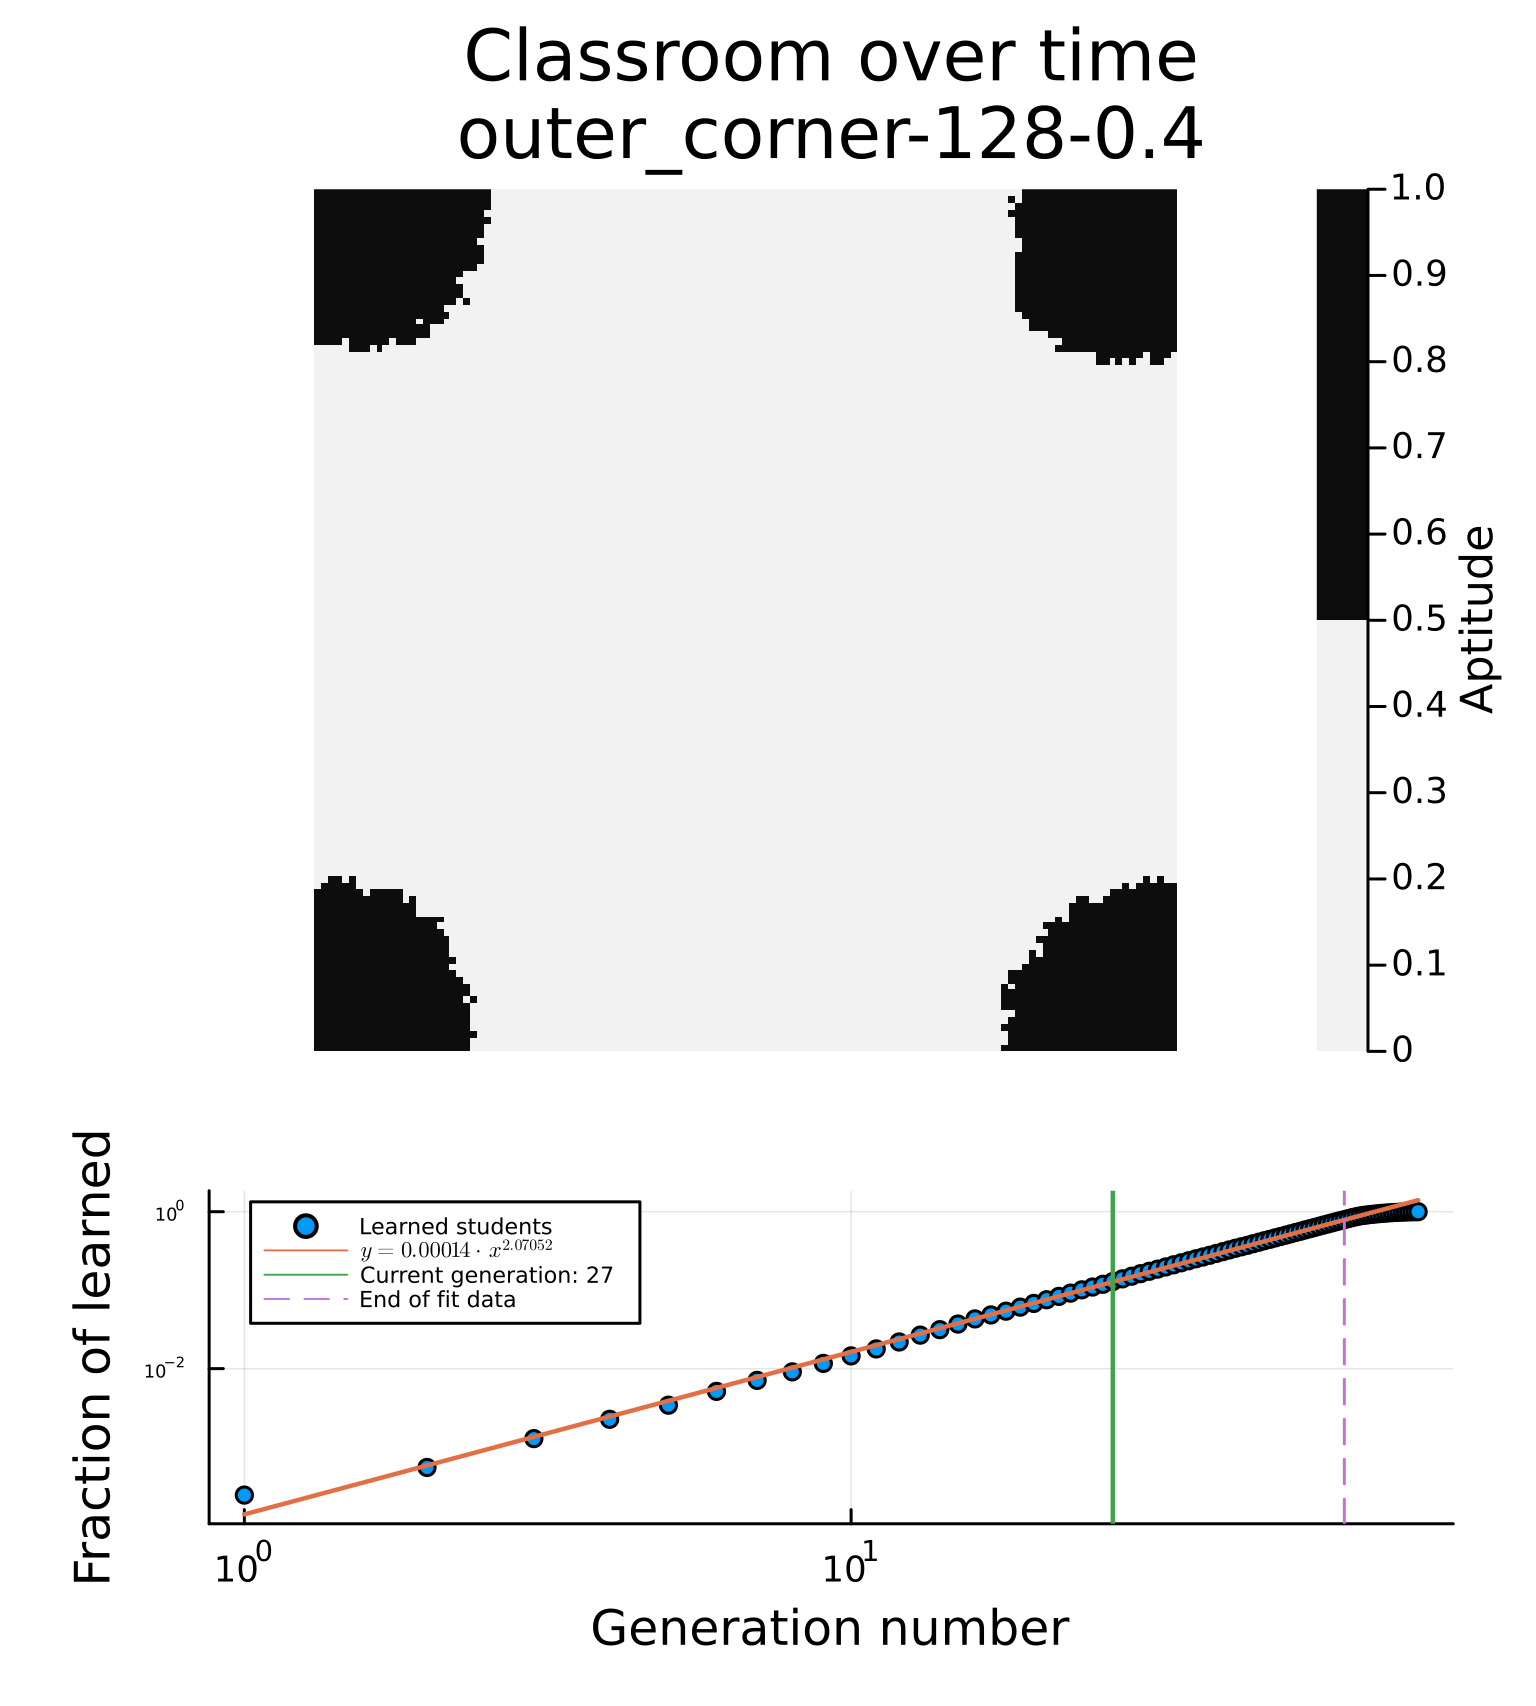 Classroom over time
outer_corner-128-0.4
1.0
0.9
0.8
0.7
0.6
0.5
0.4
0.3
0.2
0.1
0
Aptitude
Fraction of learned
10⁰
10⁻²
Learned students
y = 0.00014 · x^2.07052
Current generation: 27
End of fit data
10⁰
10¹
Generation number